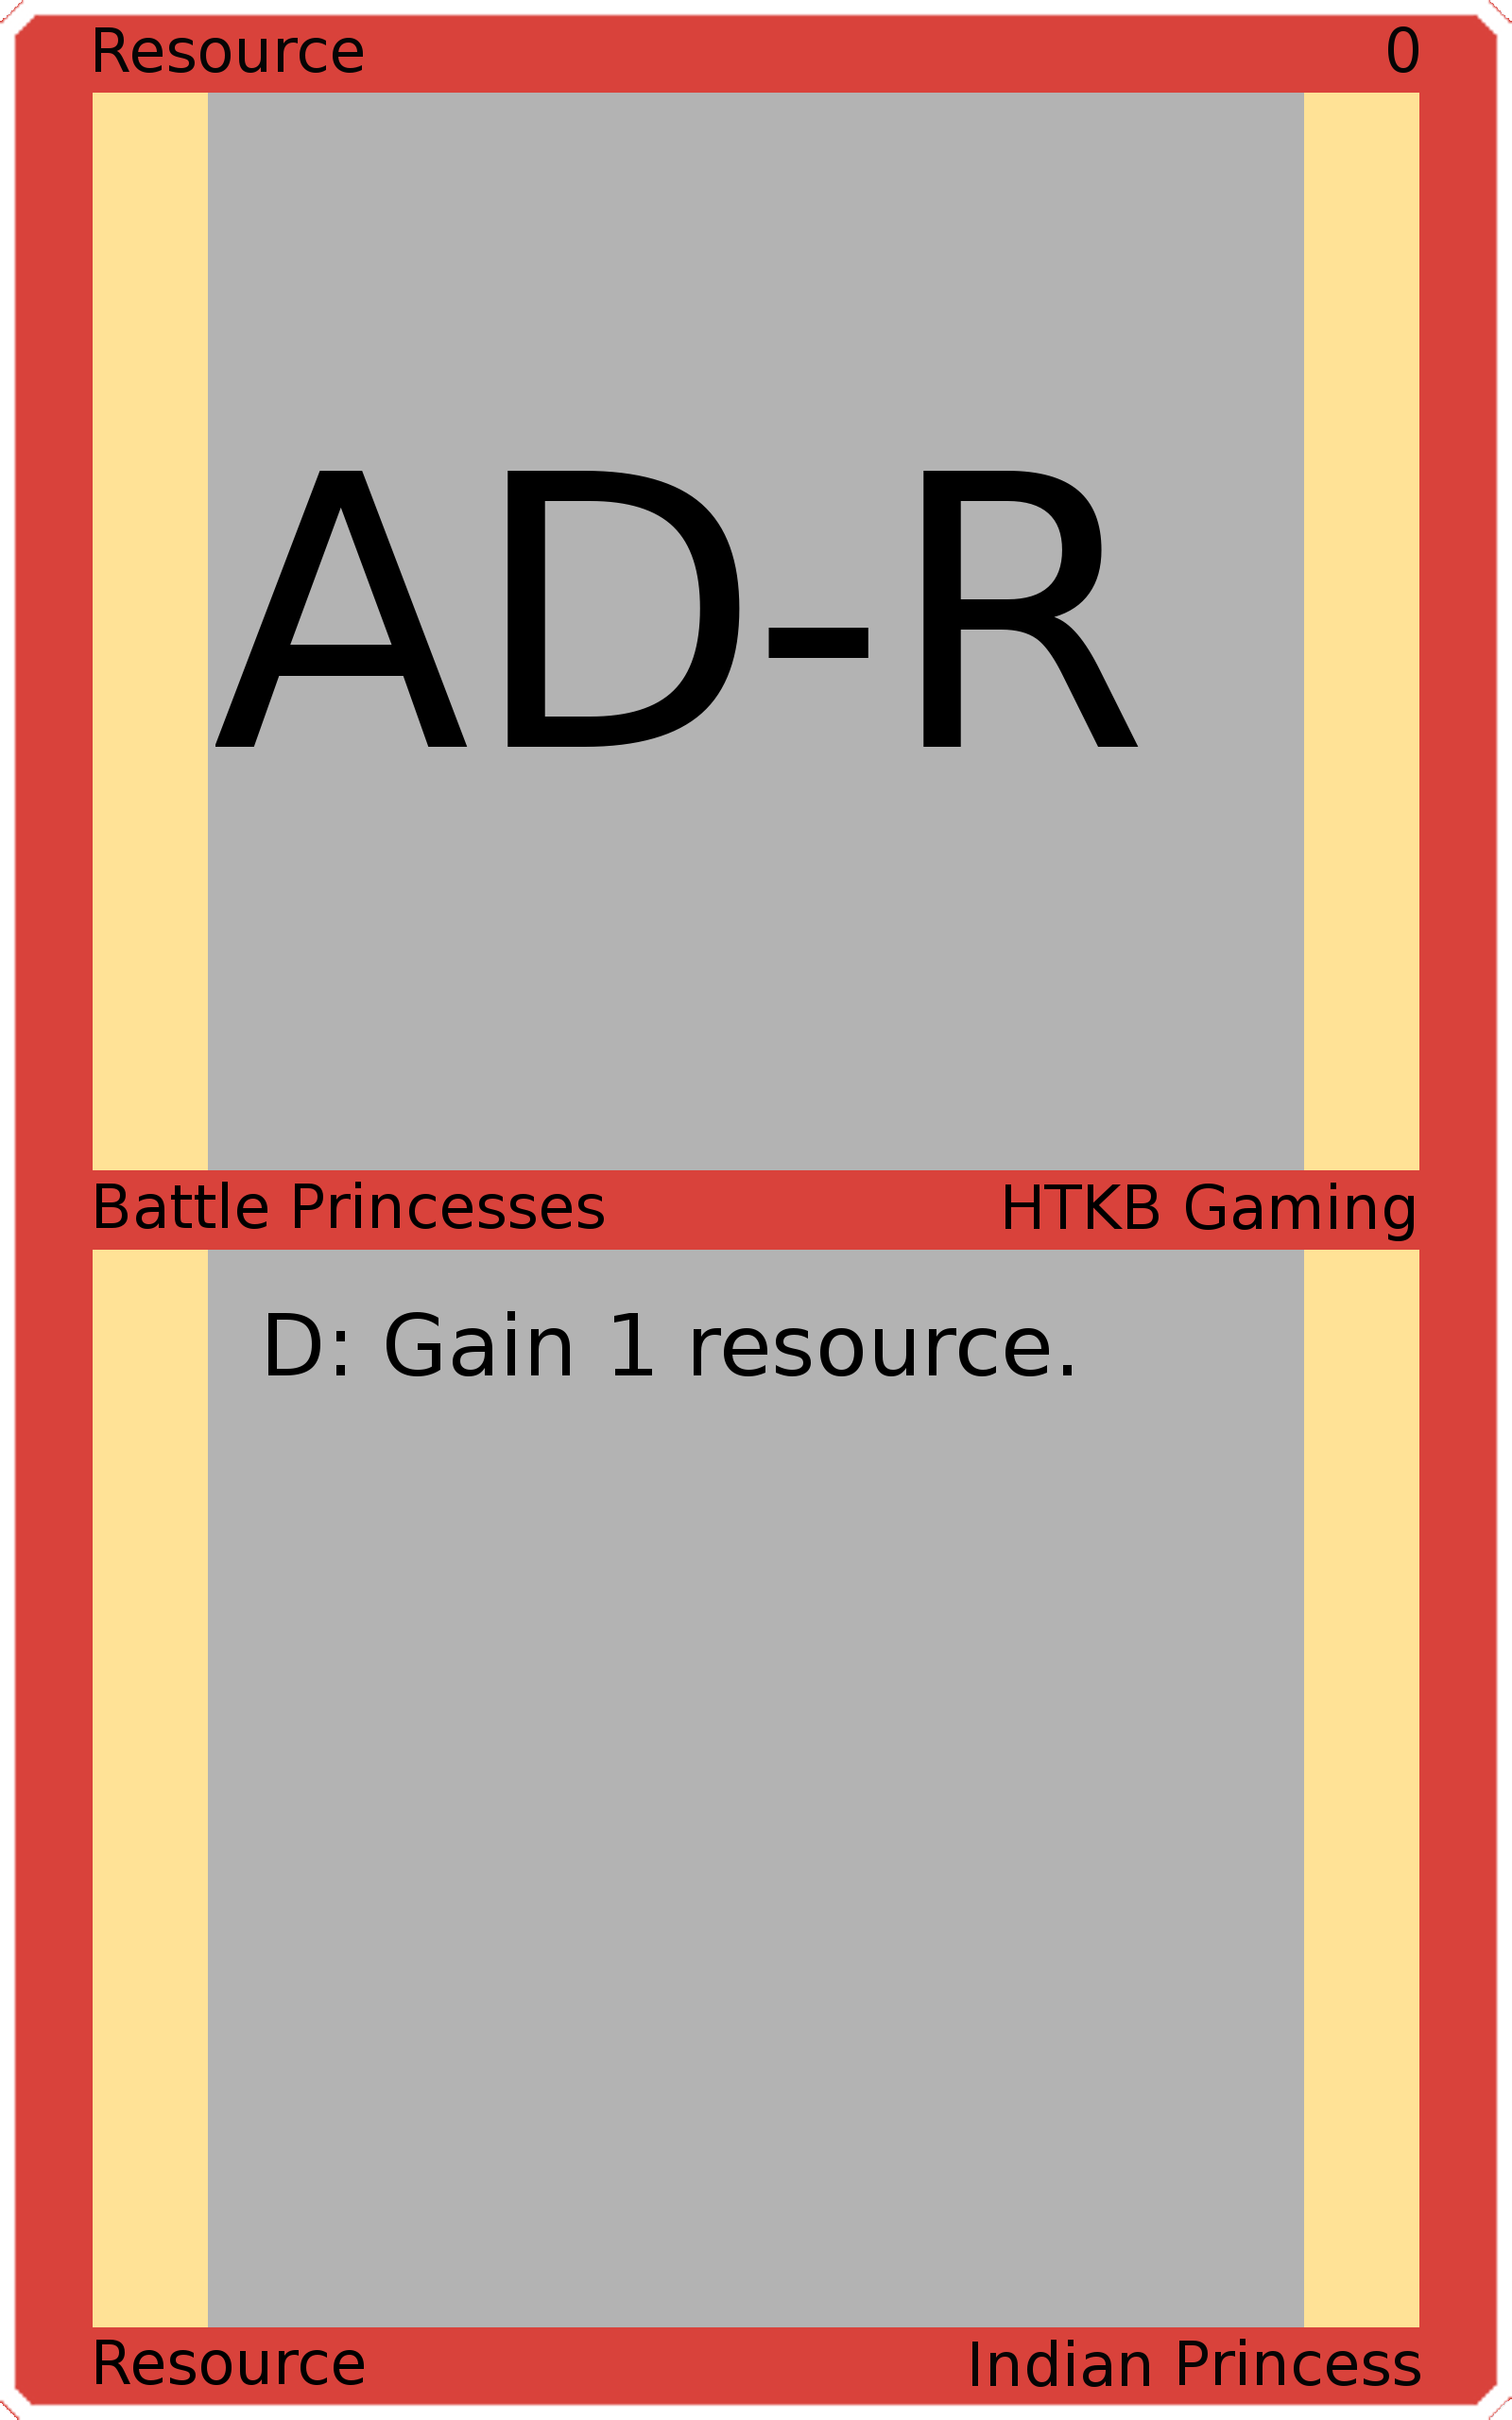 Resource 0
AD-R
Battle Princesses HTKB Gaming
D: Gain 1 resource.
Resource Indian Princess